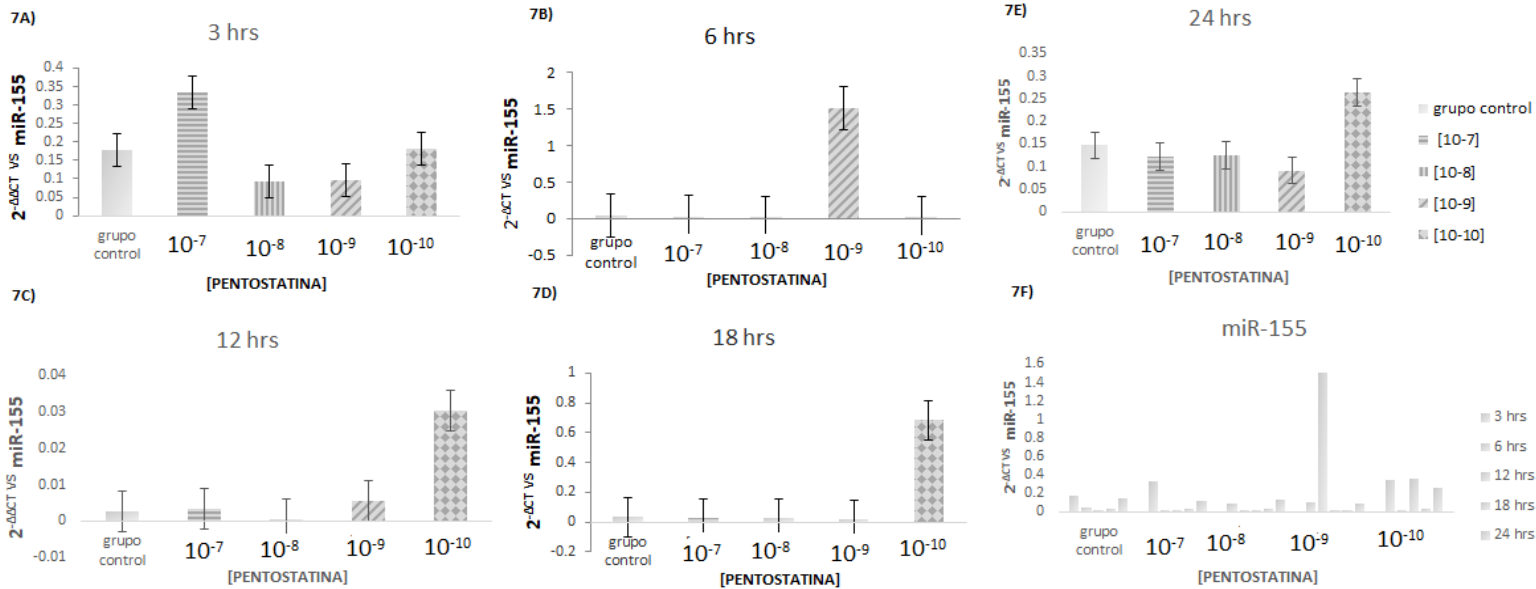 7A)
3 hrs
2-ΔΔCT VS miR-155
0.4
0.35
0.3
0.25
0.2
0.15
0.1
0.05
0
grupo control
10-7
10-8
10-9
10-10
[PENTOSTATINA]
7B)
6 hrs
2-ΔCT VS miR-155
2
1.5
1
0.5
0
-0.5
grupo control
10-7
10-8
10-9
10-10
[PENTOSTATINA]
7E)
24 hrs
2-ΔCT VS miR-155
0.35
0.3
0.25
0.2
0.15
0.1
0.05
0
grupo control
10-7
10-8
10-9
10-10
[PENTOSTATINA]
grupo control
[10-7]
[10-8]
[10-9]
[10-10]
7C)
12 hrs
2-ΔΔCT VS miR-155
0.04
0.03
0.02
0.01
0
-0.01
grupo control
10-7
10-8
10-9
10-10
[PENTOSTATINA]
7D)
18 hrs
2-ΔΔCT VS miR-155
1
0.8
0.6
0.4
0.2
0
-0.2
grupo control
10-7
10-8
10-9
10-10
[PENTOSTATINA]
7F)
miR-155
2-ΔCT VS miR-155
1.6
1.4
1.2
1
0.8
0.6
0.4
0.2
0
grupo control
10-7
10-8
10-9
10-10
[PENTOSTATINA]
3 hrs
6 hrs
12 hrs
18 hrs
24 hrs